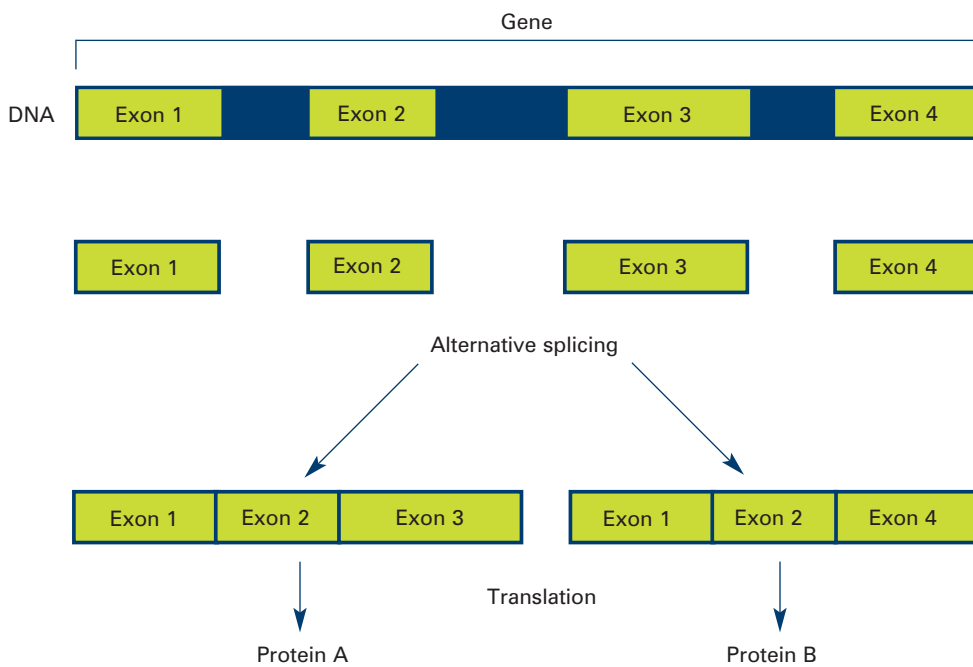 Gene
DNA Exon 1 Exon 2 Exon 3 Exon 4
Exon 1 Exon 2 Exon 3 Exon 4
Alternative splicing
Exon 1 Exon 2 Exon 3 Exon 1 Exon 2 Exon 4
Translation
Protein A Protein B